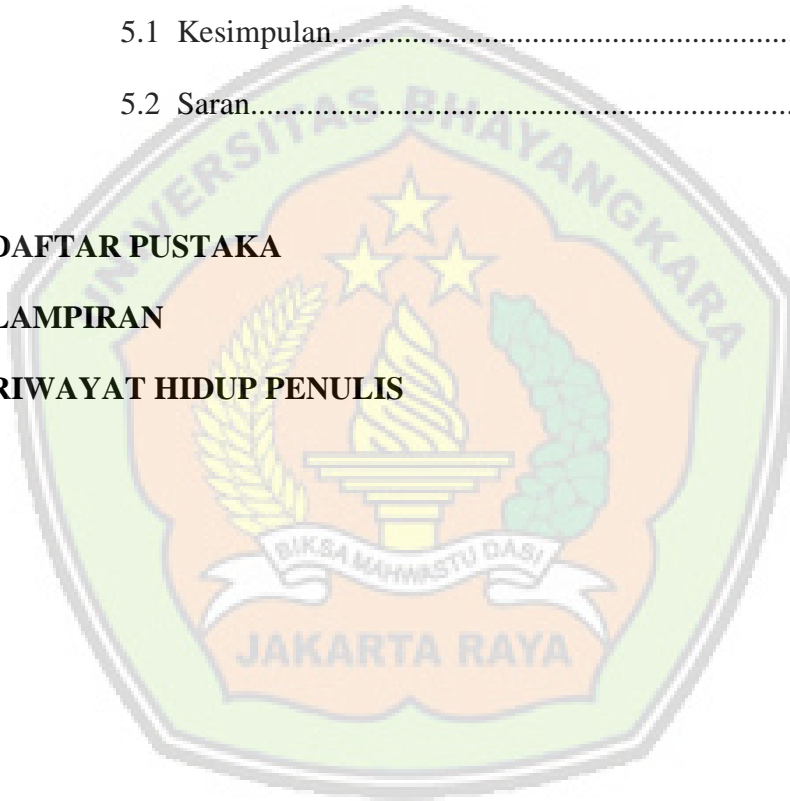 5.1 Kesimpulan.......................................................
5.2 Saran.................................................................
UNIVERSITAS BHAYANGKARA
DAFTAR PUSTAKA
LAMPIRAN
RIWAYAT HIDUP PENULIS
BIKSA MAHWASTU DASI
JAKARTA RAYA